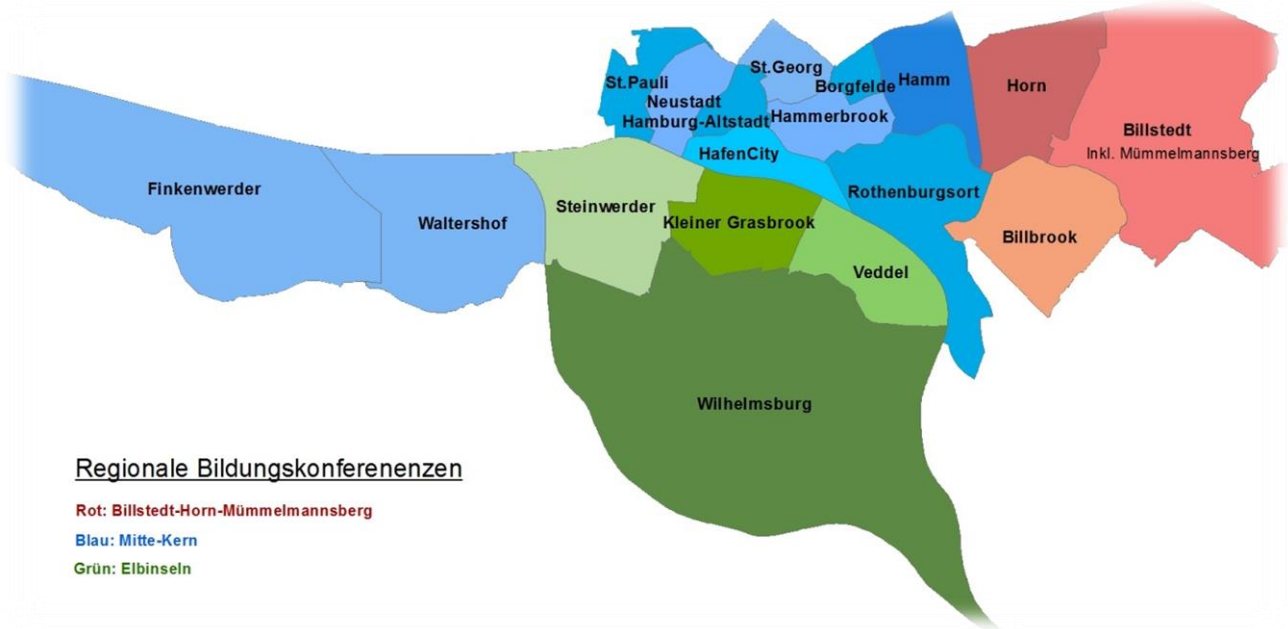 St.Pauli
St.Georg
Neustadt
Borgfelde
Hamm
Horn
Hamburg-Altstadt
Hammerbrook
Billstedt
Inkl. Mümmelmannsberg
HafenCity
Finkenwerder
Waltershof
Steinwerder
Rothenburgsort
Kleiner Grasbrook
Billbrook
Veddel
Wilhelmsburg
Regionale Bildungskonferenenzen
Rot: Billstedt-Horn-Mümmelmannsberg
Blau: Mitte-Kern
Grün: Elbinseln